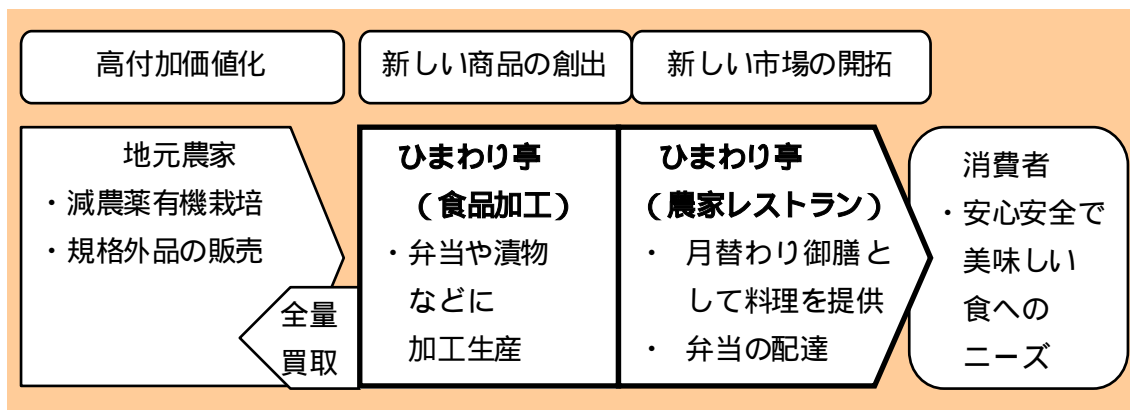 高付加価値化
新しい商品の創出
新しい市場の開拓
地元農家
・減農薬有機栽培
・規格外品の販売
全量
買取
ひまわり亭
(食品加工)
・弁当や漬物
などに
加工生産
ひまわり亭
(農家レストラン)
・ 月替わり御膳と
して料理を提供
・ 弁当の配達
消費者
・安心安全で
美味しい
食への
ニーズ